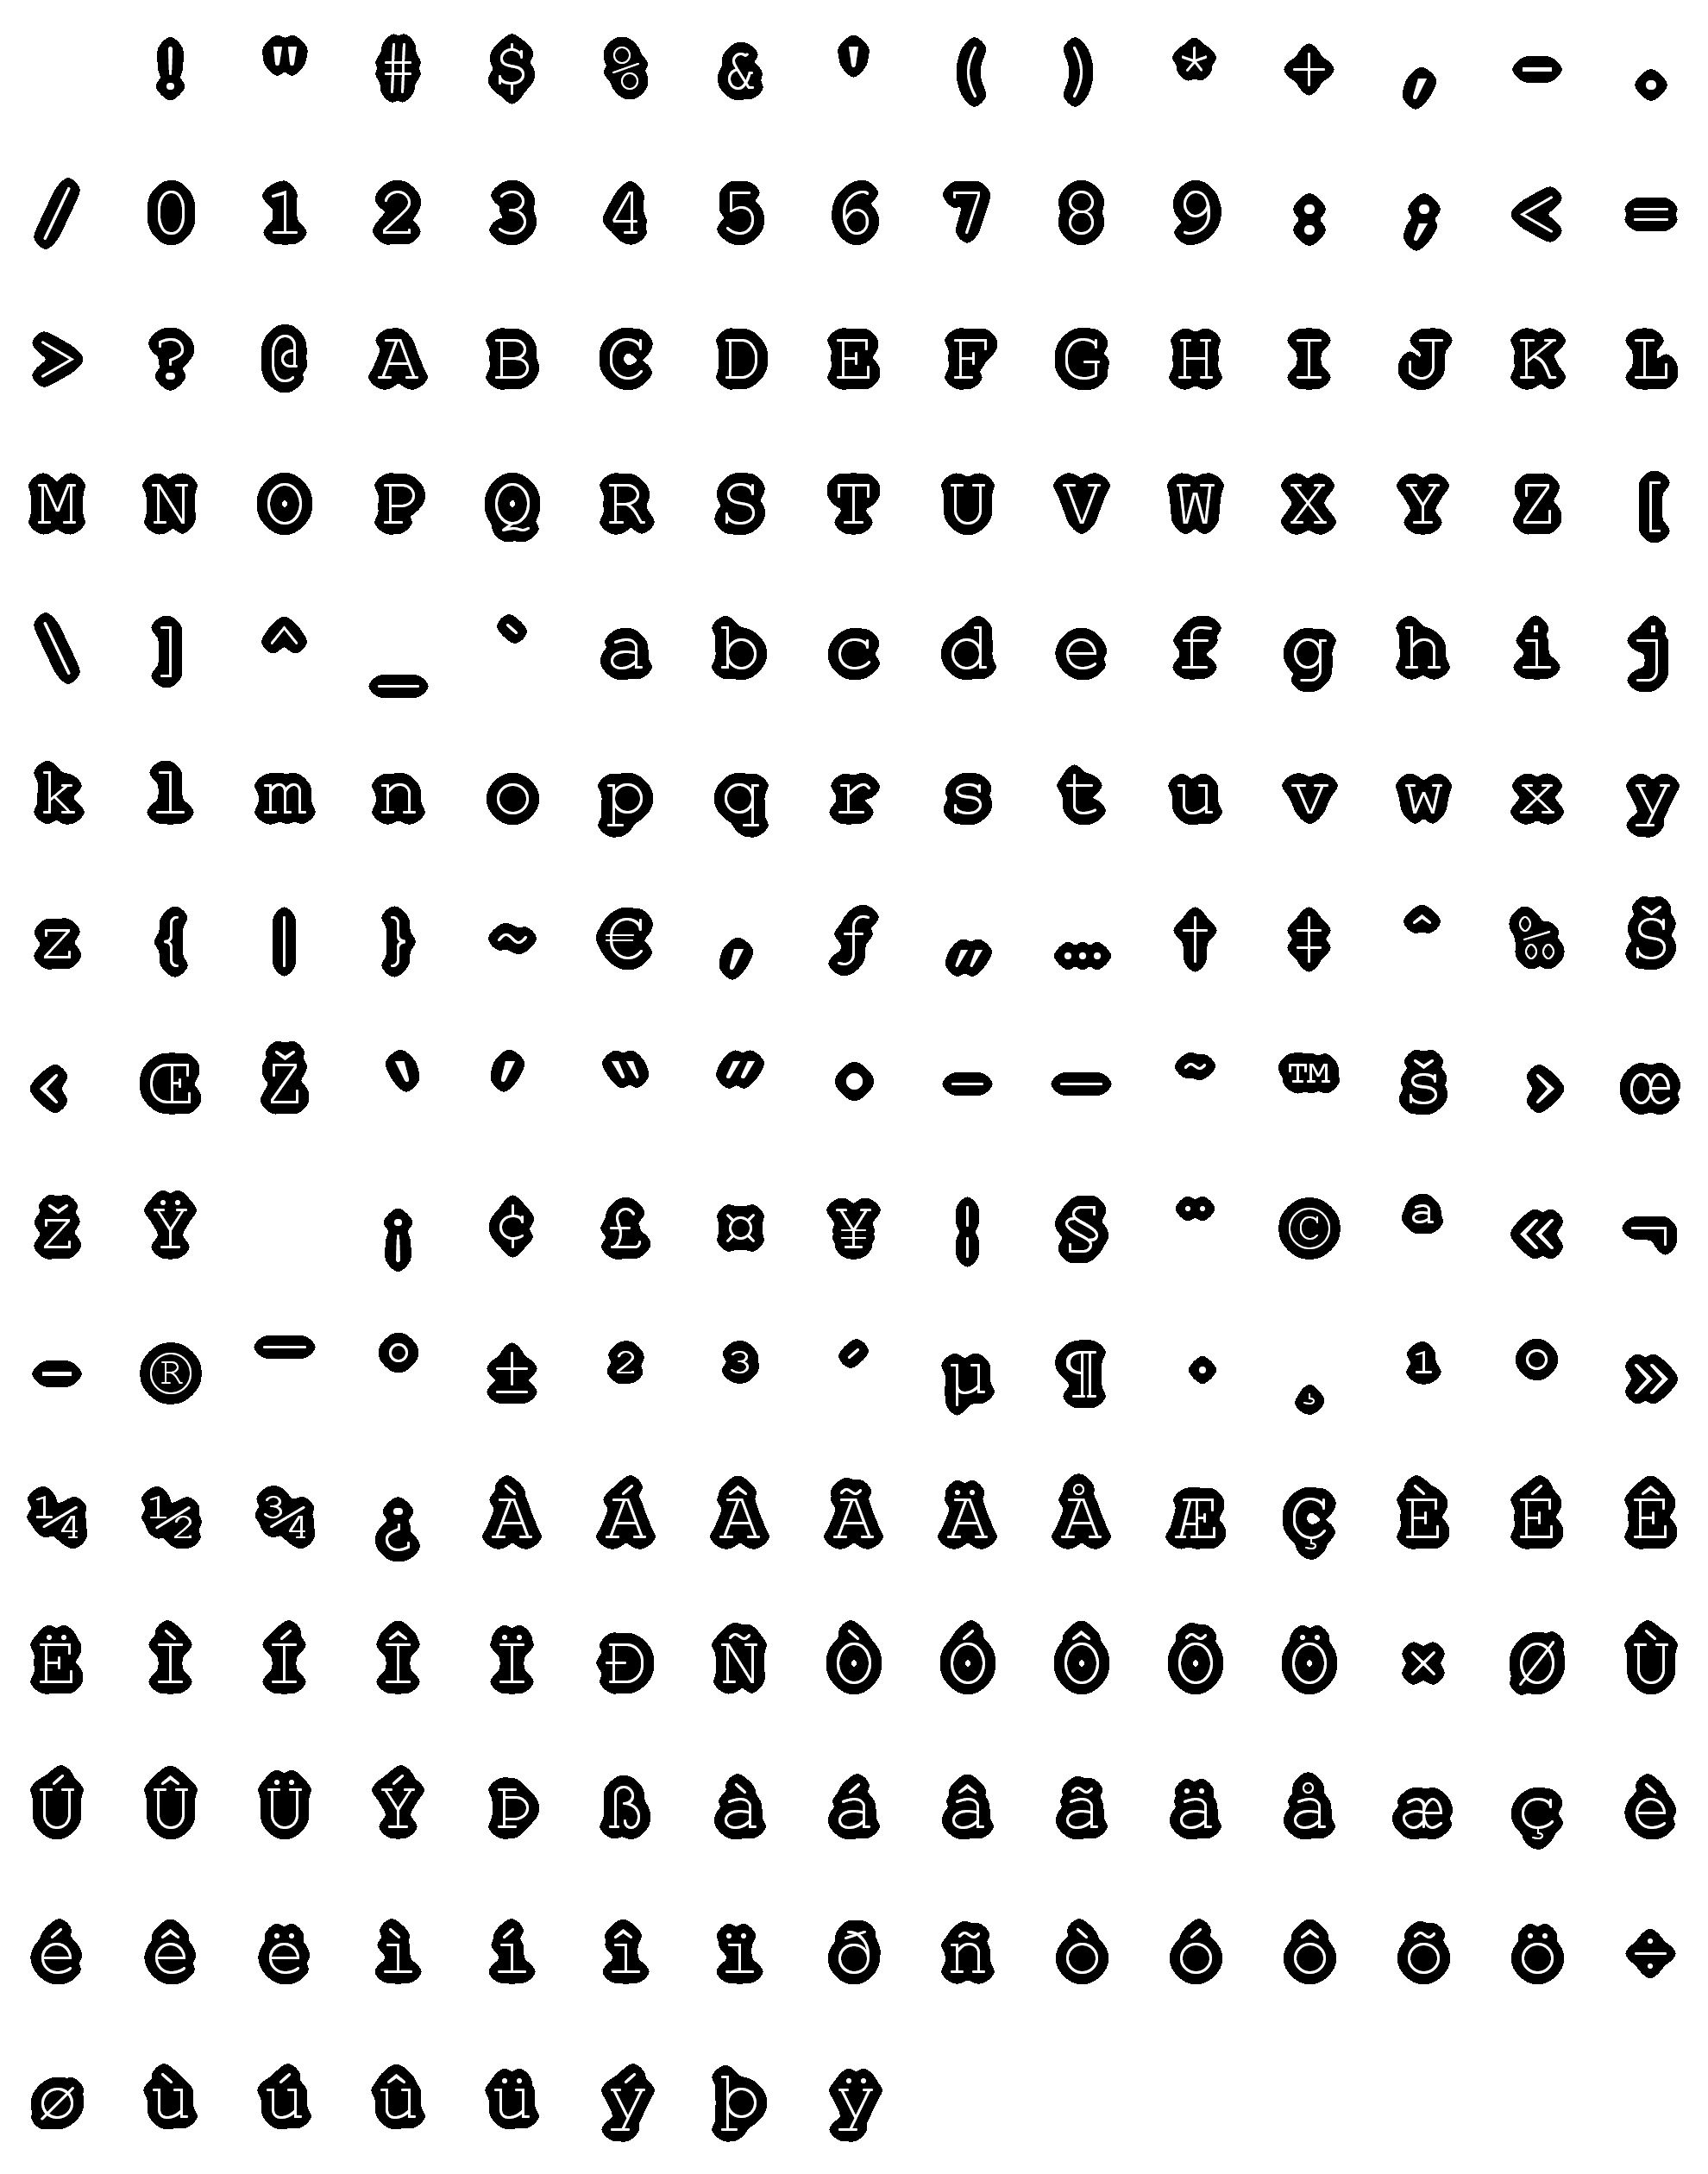 ! " # $ % & ' ( ) * + , - .
/ 0 1 2 3 4 5 6 7 8 9 : ; < =
> ? @ A B C D E F G H I J K L
M N O P Q R S T U V W X Y Z [
\ ] ^ _ ` a b c d e f g h i j
k l m n o p q r s t u v w x y
z { | } ~ € ‚ ƒ „ … † ‡ ˆ ‰ Š
‹ Œ Ž ‘ ’ “ ” • – — ˜ ™ š › œ
ž Ÿ ¡ ¢ £ ¤ ¥ ¦ § ¨ © ª « ¬
- ® ¯ ° ± ² ³ ´ µ ¶ · ¸ ¹ º »
¼ ½ ¾ ¿ À Á Â Ã Ä Å Æ Ç È É Ê
Ë Ì Í Î Ï Ð Ñ Ò Ó Ô Õ Ö × Ø Ù
Ú Û Ü Ý Þ ß à á â ã ä å æ ç è
é ê ë ì í î ï ð ñ ò ó ô õ ö ÷
ø ù ú û ü ý þ ÿ